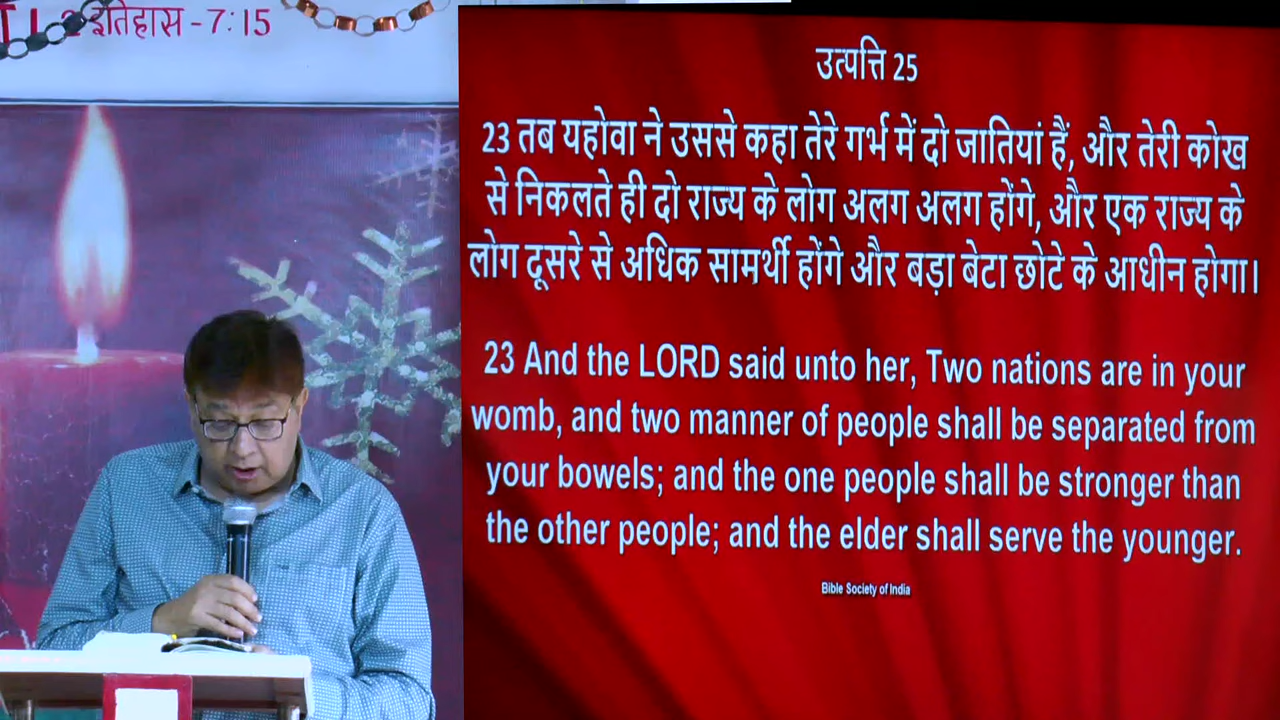 2 इतिहास - 7:15
उत्पत्ति 25
23 तब यहोवा ने उससे कहा तेरे गर्भ में दो जातियां हैं, और तेरी कोख
से निकलते ही दो राज्य के लोग अलग अलग होंगे, और एक राज्य के
लोग दूसरे से अधिक सामर्थी होंगे और बड़ा बेटा छोटे के आधीन होगा।
23 And the LORD said unto her, Two nations are in your
womb, and two manner of people shall be separated from
your bowels; and the one people shall be stronger than
the other people; and the elder shall serve the younger.
Bible Society of India